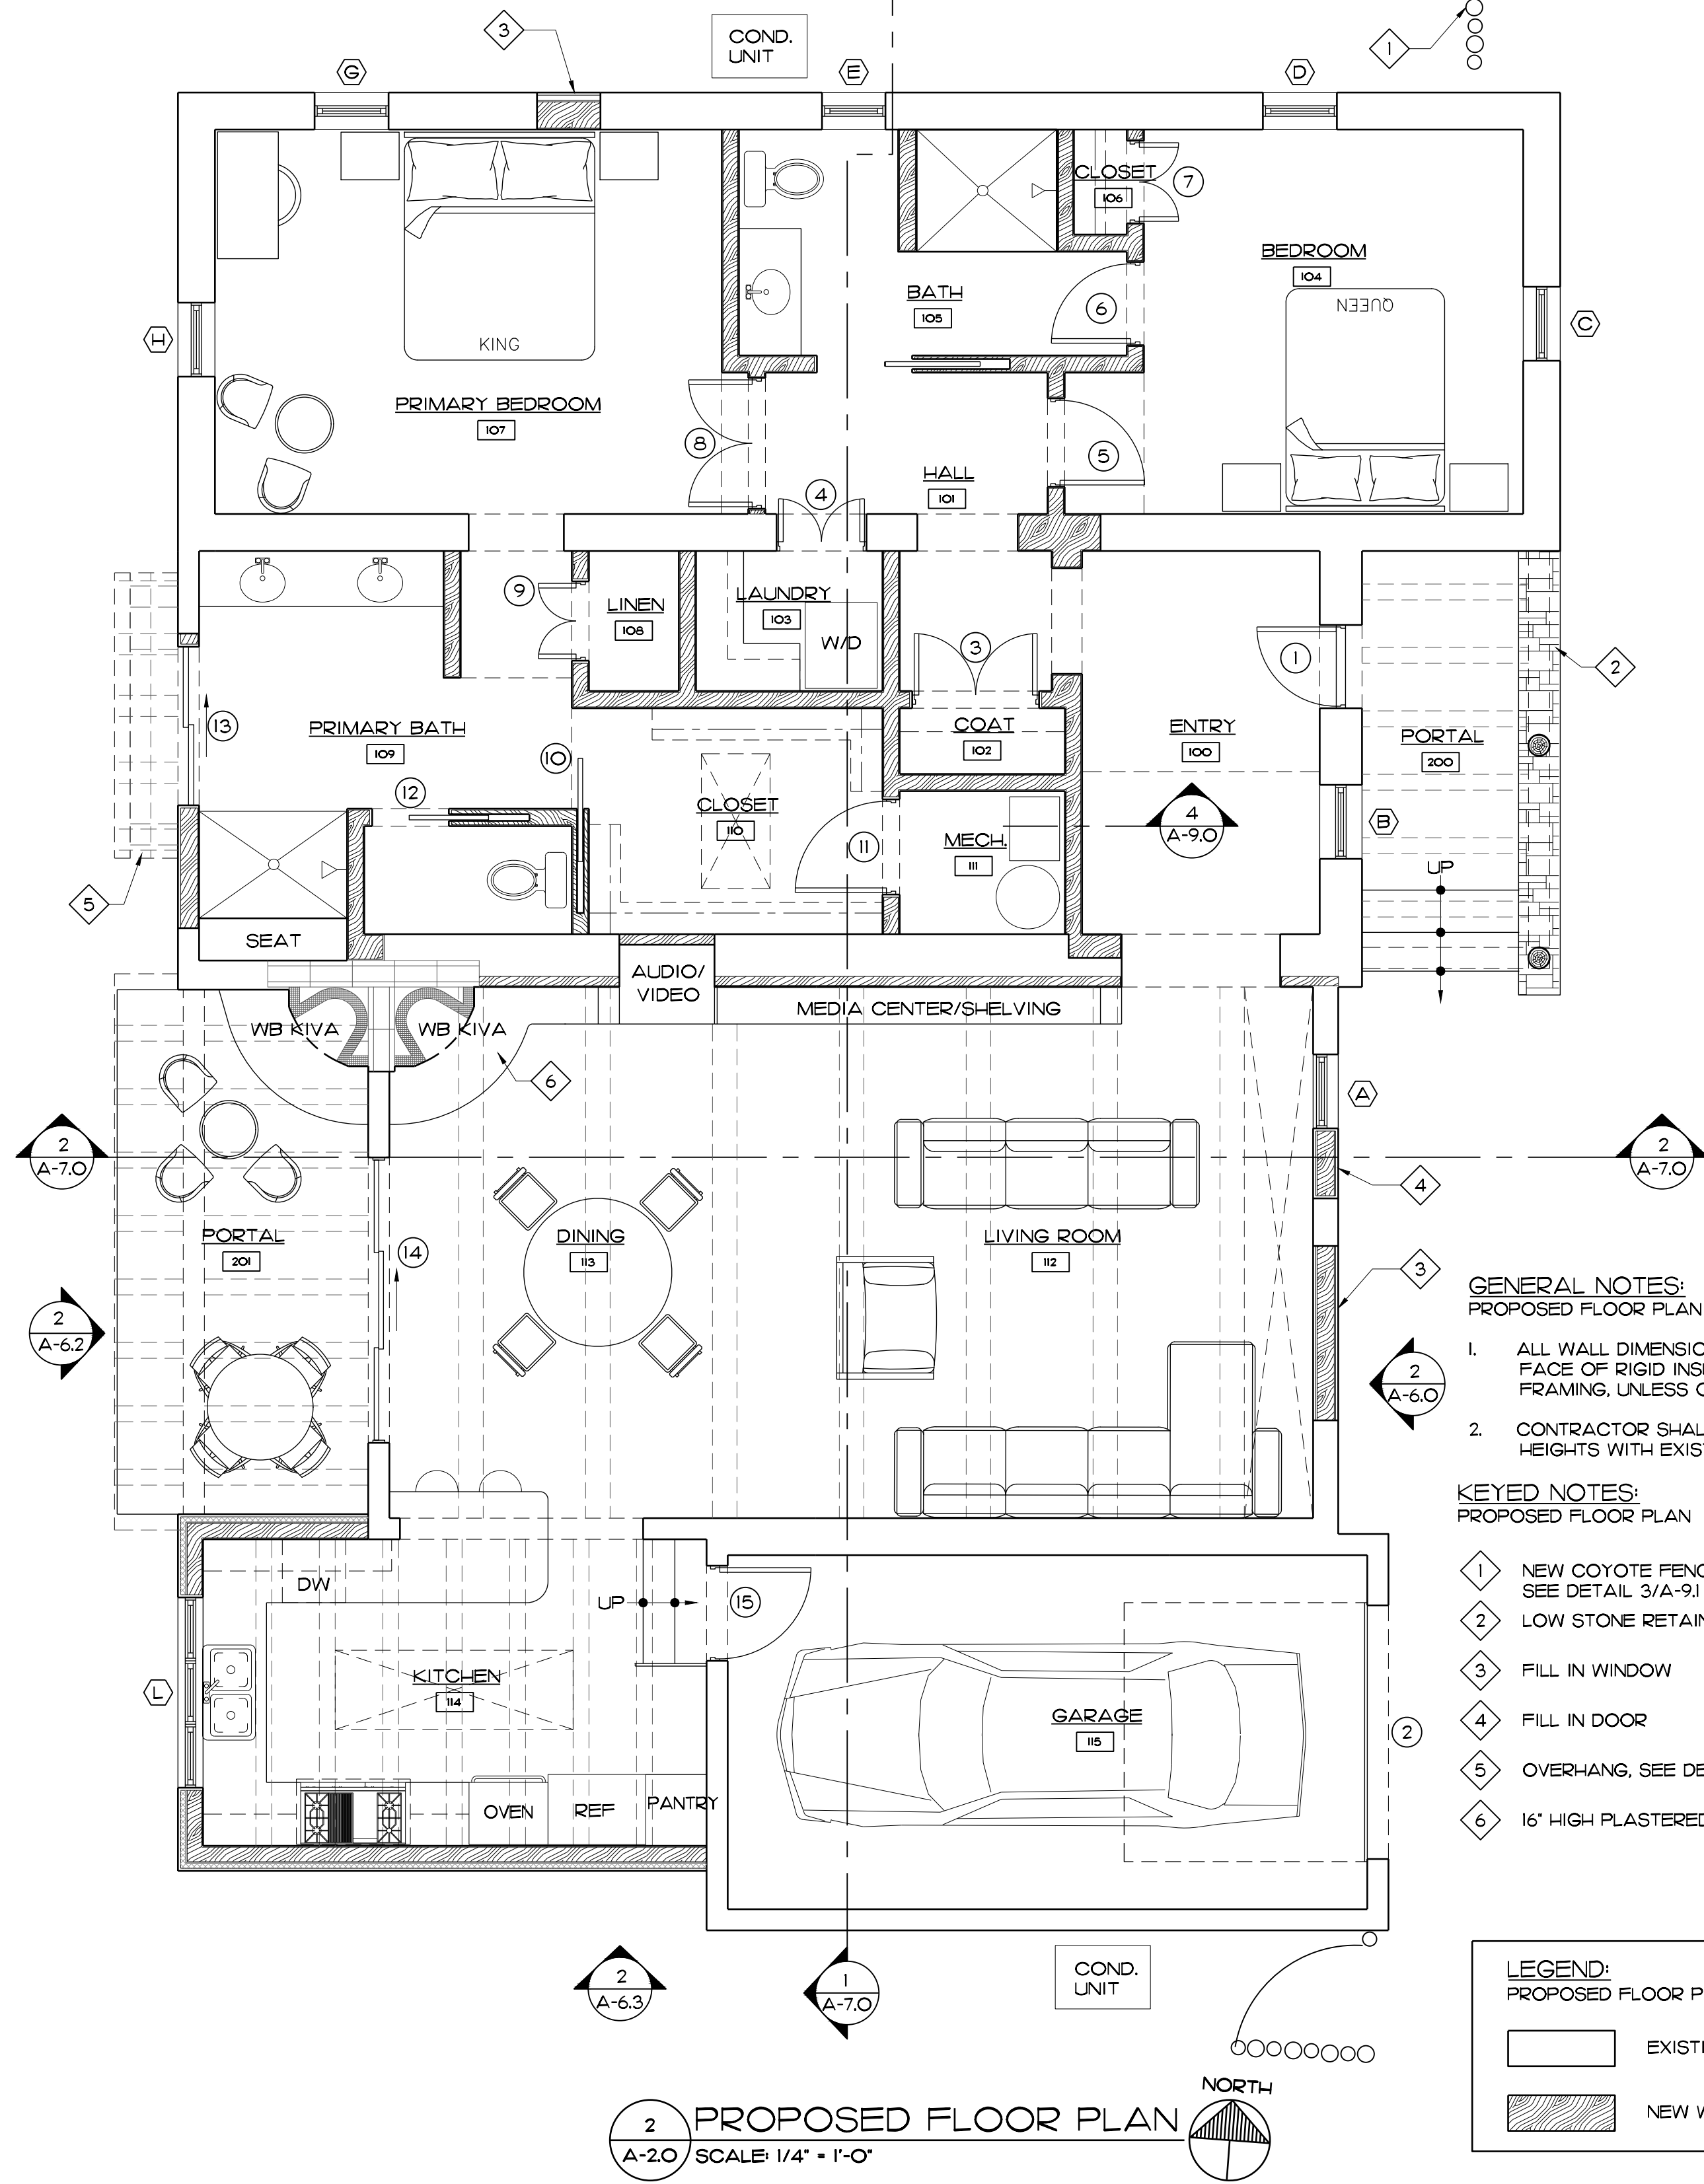 3
COND.
UNIT
1
G
E
D
CLOSET
106
7
BEDROOM
104
QUEEN
BATH
105
6
H
KING
C
PRIMARY BEDROOM
107
8
5
HALL
101
4
9
LINEN
108
LAUNDRY
103
W/D
3
1
2
13
PRIMARY BATH
109
10
COAT
102
ENTRY
100
PORTAL
200
12
CLOSET
110
4
A-9.0
B
11
MECH.
111
UP
5
SEAT
AUDIO/
VIDEO
MEDIA CENTER/SHELVING
WB KIVA
WB KIVA
6
A
2
A-7.0
2
A-7.0
4
PORTAL
201
14
DINING
113
LIVING ROOM
112
3
2
A-6.2
2
A-6.0
GENERAL NOTES:
PROPOSED FLOOR PLAN
1. ALL WALL DIMENSIO
FACE OF RIGID INS
FRAMING, UNLESS
2. CONTRACTOR SHAL
HEIGHTS WITH EXIS
KEYED NOTES:
PROPOSED FLOOR PLAN
1 NEW COYOTE FENC
SEE DETAIL 3/A-9.1
2 LOW STONE RETAIN
3 FILL IN WINDOW
4 FILL IN DOOR
5 OVERHANG, SEE DE
6 16" HIGH PLASTERED
DW
UP
15
L
KITCHEN
114
GARAGE
115
2
OVEN
REF
PANTRY
2
A-6.3
1
A-7.0
COND.
UNIT
LEGEND:
PROPOSED FLOOR P
EXIST
NEW W
NORTH
2
A-2.0
PROPOSED FLOOR PLAN
SCALE: 1/4" = 1'-0"